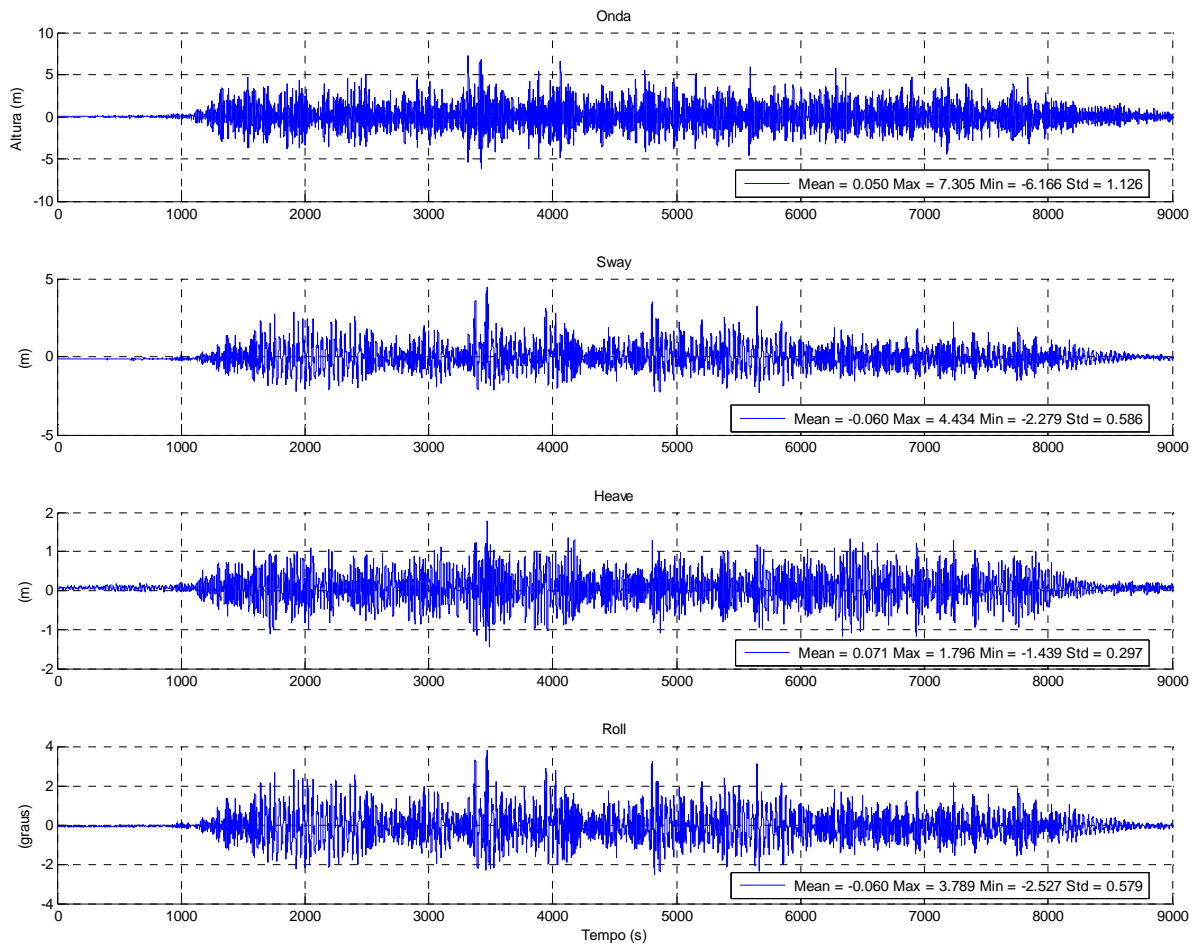 Onda
10
5
0
-5
-10
Altura (m)
Mean = 0.050 Max = 7.305 Min = -6.166 Std = 1.126
0 1000 2000 3000 4000 5000 6000 7000 8000 9000
Sway
5
0
-5
(m)
Mean = -0.060 Max = 4.434 Min = -2.279 Std = 0.586
0 1000 2000 3000 4000 5000 6000 7000 8000 9000
Heave
2
1
0
-1
-2
(m)
Mean = 0.071 Max = 1.796 Min = -1.439 Std = 0.297
0 1000 2000 3000 4000 5000 6000 7000 8000 9000
Roll
4
2
0
-2
-4
(graus)
Mean = -0.060 Max = 3.789 Min = -2.527 Std = 0.579
0 1000 2000 3000 4000 5000 6000 7000 8000 9000
Tempo (s)